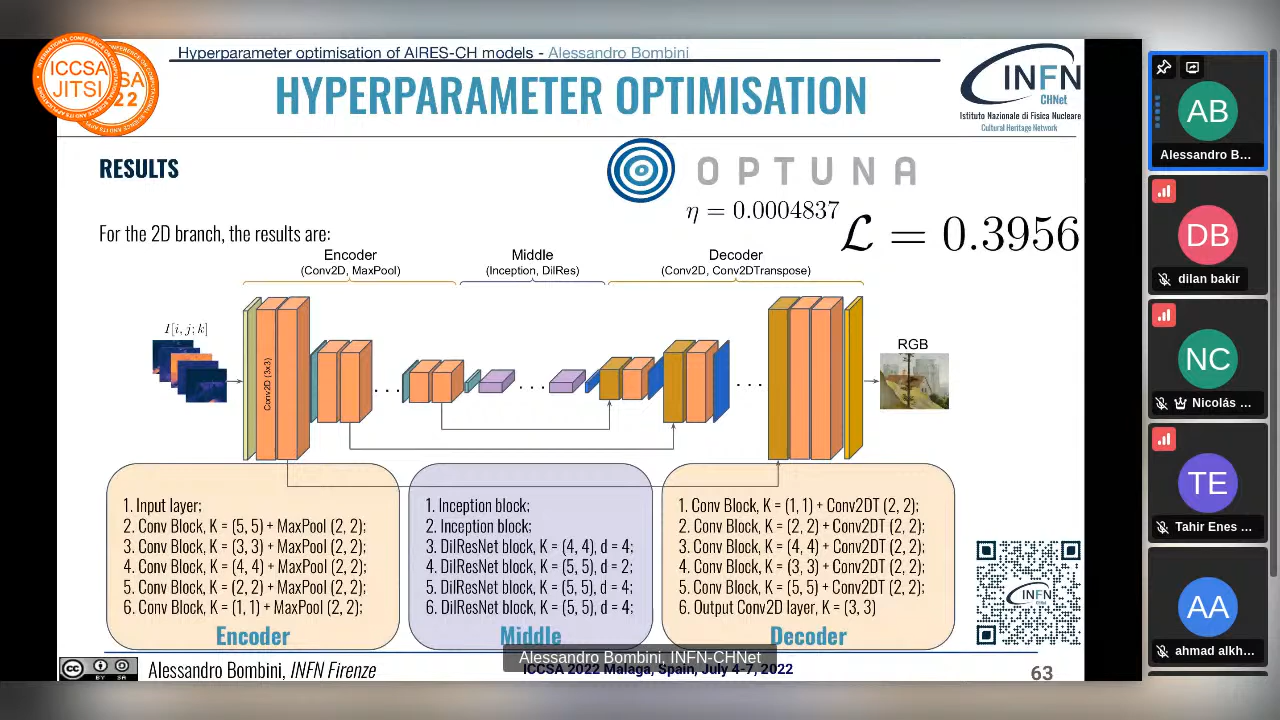 Hyperparameter optimisation of AIRES-CH models - Alessandro Bombini
ICCSA
JITSI
22
HYPERPARAMETER OPTIMISATION
INFN
CHNet
Istituto Nazionale di Fisica Nucleare
Cultural Heritage Network
RESULTS
OPTUNA
η = 0.0004837
ℒ = 0.3956
For the 2D branch, the results are:
Encoder
(Conv2D, MaxPool)
Middle
(Inception, DilRes)
Decoder
(Conv2D, Conv2DTranspose)
I[i, j; k]
Conv2D (3x3)
RGB
1. Input layer;
2. Conv Block, K = (5, 5) + MaxPool (2, 2);
3. Conv Block, K = (3, 3) + MaxPool (2, 2);
4. Conv Block, K = (4, 4) + MaxPool (2, 2);
5. Conv Block, K = (2, 2) + MaxPool (2, 2);
6. Conv Block, K = (1, 1) + MaxPool (2, 2);
Encoder
1. Inception block;
2. Inception block;
3. DilResNet block, K = (4, 4), d = 4;
4. DilResNet block, K = (5, 5), d = 2;
5. DilResNet block, K = (5, 5), d = 4;
6. DilResNet block, K = (5, 5), d = 4;
Middle
1. Conv Block, K = (1, 1) + Conv2DT (2, 2);
2. Conv Block, K = (2, 2) + Conv2DT (2, 2);
3. Conv Block, K = (4, 4) + Conv2DT (2, 2);
4. Conv Block, K = (3, 3) + Conv2DT (2, 2);
5. Conv Block, K = (5, 5) + Conv2DT (2, 2);
6. Output Conv2D layer, K = (3, 3)
Decoder
INFN
CC
BY SA
Alessandro Bombini, INFN Firenze
Alessandro Bombini, INFN-CHNet
ICCSA 2022 Malaga, Spain, July 4-7, 2022
63
AB
Alessandro B...
DB
dilan bakir
NC
Nicolás ...
TE
Tahir Enes ...
AA
ahmad alkh...